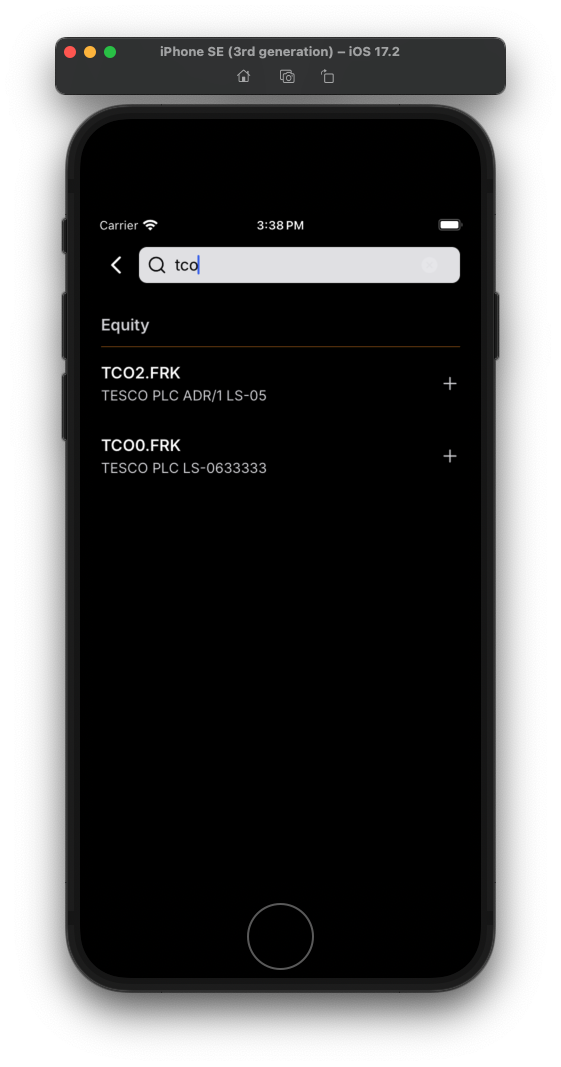 iPhone SE (3rd generation) – iOS 17.2
Carrier 3:38 PM
tco
Equity
TCO2.FRK
TESCO PLC ADR/1 LS-05
TCO0.FRK
TESCO PLC LS-0633333